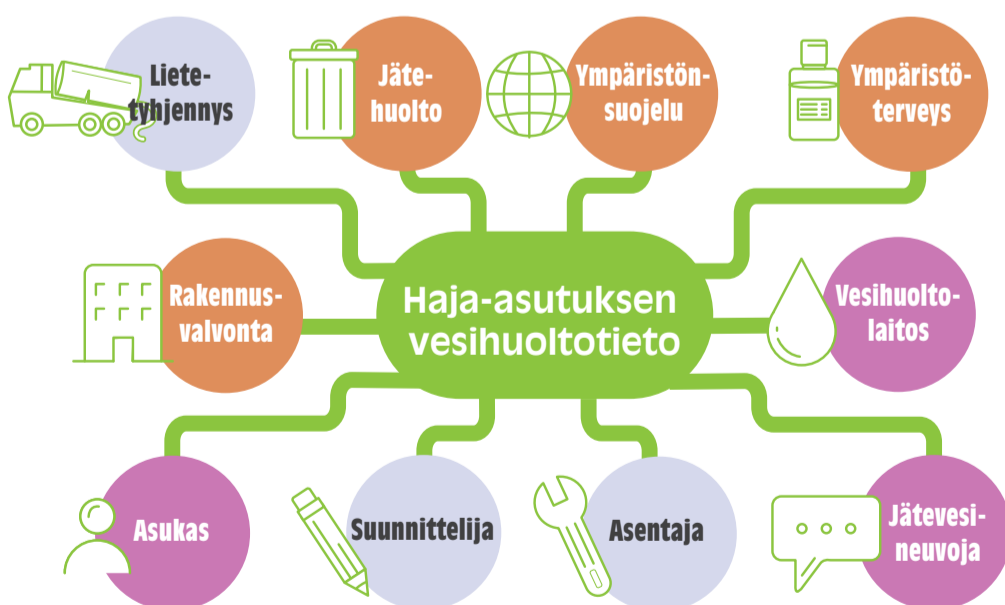 Liete-
tyhjennys
Jäte-
huolto
Ympäristön-
suojelu
Ympäristö-
terveys
Rakennus-
valvonta
Haja-asutuksen
vesihuoltotieto
Vesihuolto-
laitos
Asukas
Suunnittelija
Asentaja
Jätevesi-
neuvoja